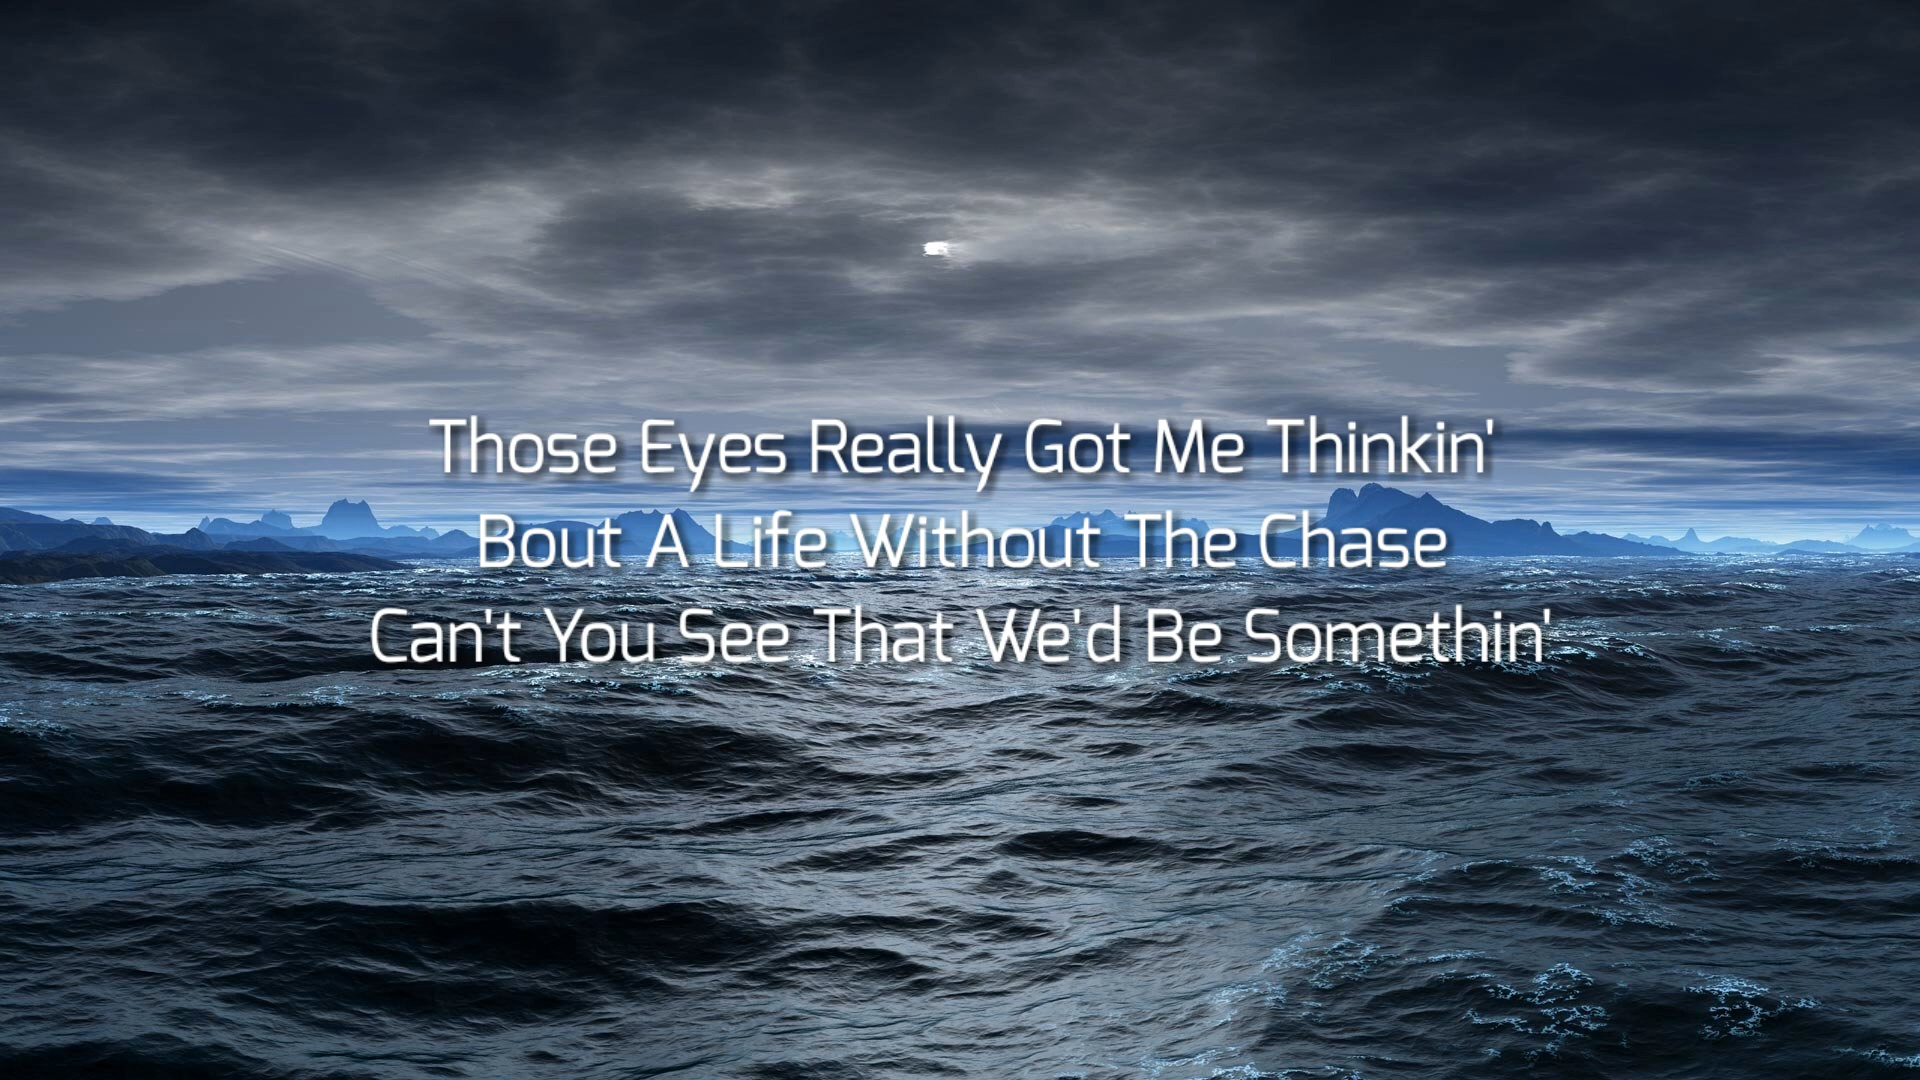 Those Eyes Really Got Me Thinkin'
Bout A Life Without The Chase
Can't You See That We'd Be Somethin'